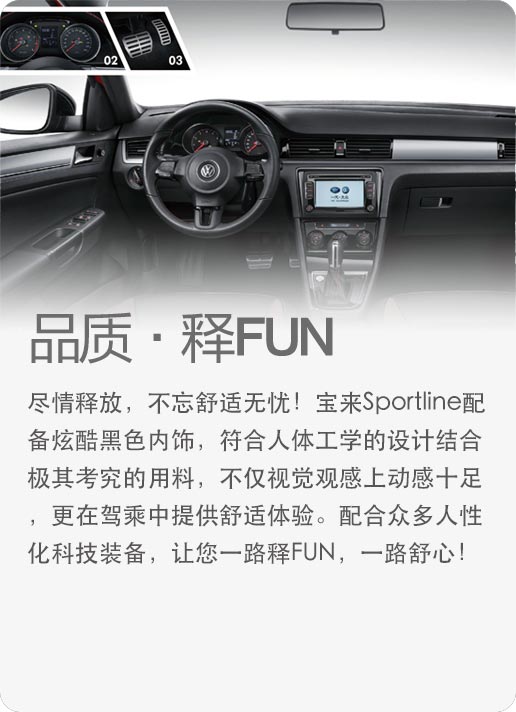 02 03
品质·释FUN
尽情释放，不忘舒适无忧！宝来Sportline配
备炫酷黑色内饰，符合人体工学的设计结合
极其考究的用料，不仅视觉观感上动感十足
，更在驾乘中提供舒适体验。配合众多人性
化科技装备，让您一路释FUN，一路舒心！